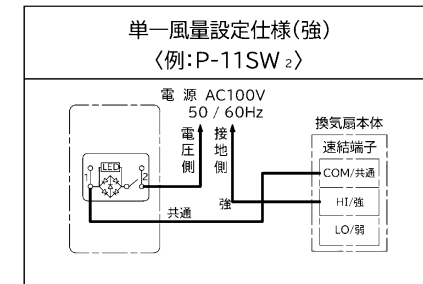 単一風量設定仕様(強)
〈例:P-11SW₂〉
電 源 AC100V
50 / 60Hz
電圧側
接地側
換気扇本体
速結端子
LED
1
2
COM/共通
共通
強
HI/強
LO/弱